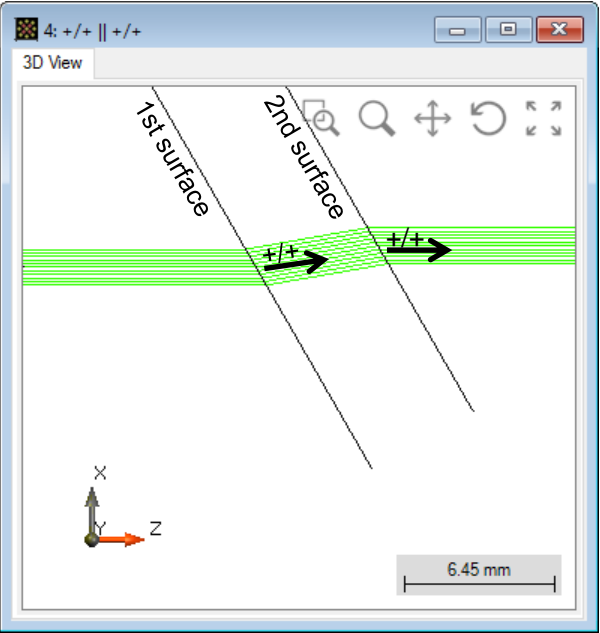 4: +/+ || +/+
3D View
1st surface
2nd surface
+/+
+/+
X
Y
Z
6.45 mm